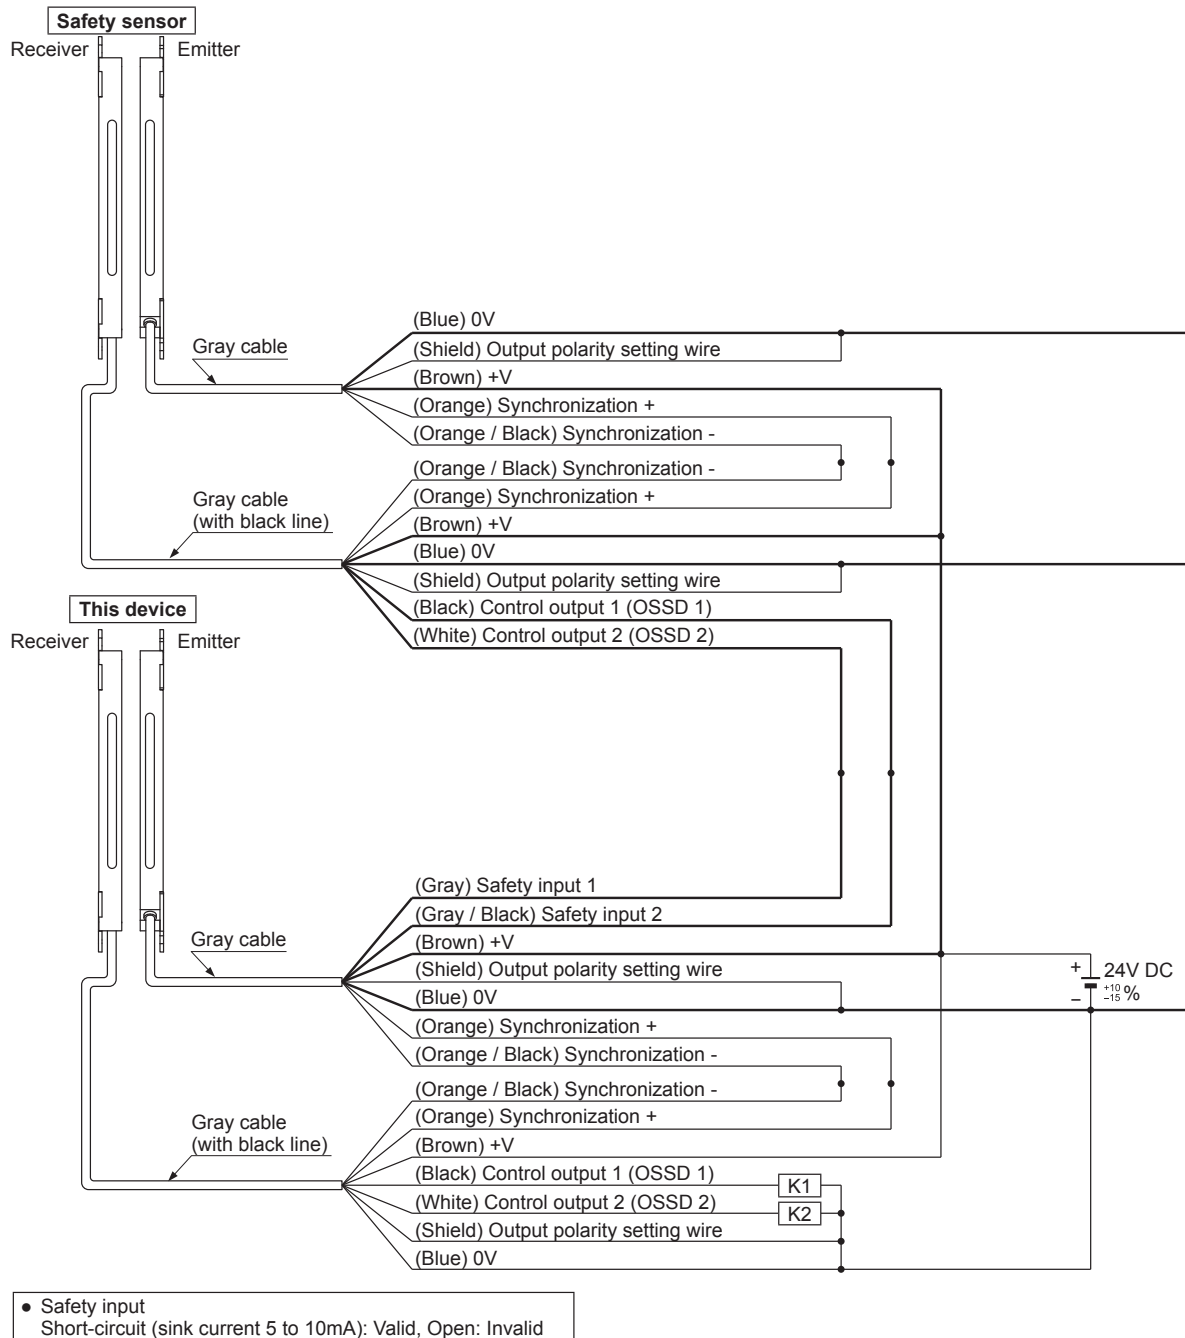 Safety sensor
Receiver
Emitter
(Blue) 0V
Gray cable
(Shield) Output polarity setting wire
(Brown) +V
(Orange) Synchronization +
(Orange / Black) Synchronization -
(Orange / Black) Synchronization -
Gray cable
(with black line)
(Orange) Synchronization +
(Brown) +V
(Blue) 0V
(Shield) Output polarity setting wire
(Black) Control output 1 (OSSD 1)
(White) Control output 2 (OSSD 2)
This device
Receiver
Emitter
(Gray) Safety input 1
(Gray / Black) Safety input 2
Gray cable
(Brown) +V
(Shield) Output polarity setting wire
(Blue) 0V
+ 24V DC
− +10 −15 %
(Orange) Synchronization +
(Orange / Black) Synchronization -
(Orange / Black) Synchronization -
Gray cable
(with black line)
(Orange) Synchronization +
(Brown) +V
(Black) Control output 1 (OSSD 1)
K1
(White) Control output 2 (OSSD 2)
K2
(Shield) Output polarity setting wire
(Blue) 0V
● Safety input
Short-circuit (sink current 5 to 10mA): Valid, Open: Invalid